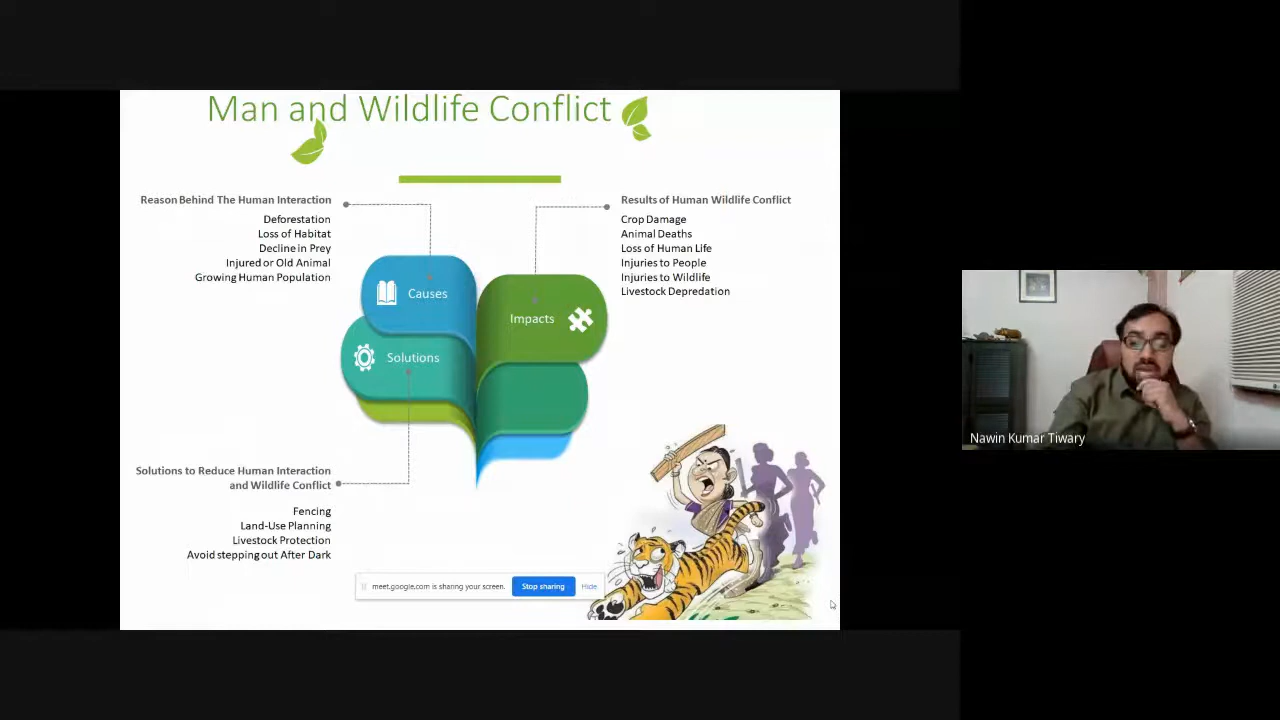 Man and Wildlife Conflict
Reason Behind The Human Interaction
Deforestation
Loss of Habitat
Decline in Prey
Injured or Old Animal
Growing Human Population
Results of Human Wildlife Conflict
Crop Damage
Animal Deaths
Loss of Human Life
Injuries to People
Injuries to Wildlife
Livestock Depredation
Causes
Impacts
Solutions
Solutions to Reduce Human Interaction
and Wildlife Conflict
Fencing
Land-Use Planning
Livestock Protection
Avoid stepping out After Dark
meet.google.com is sharing your screen.
Stop sharing
Hide
Nawin Kumar Tiwary